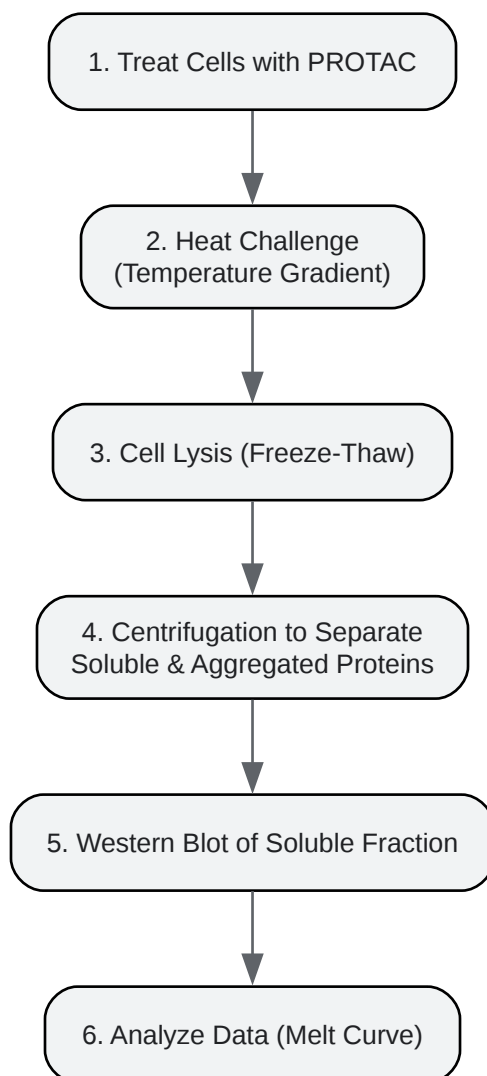 1. Treat Cells with PROTAC
2. Heat Challenge
(Temperature Gradient)
3. Cell Lysis (Freeze-Thaw)
4. Centrifugation to Separate
Soluble & Aggregated Proteins
5. Western Blot of Soluble Fraction
6. Analyze Data (Melt Curve)